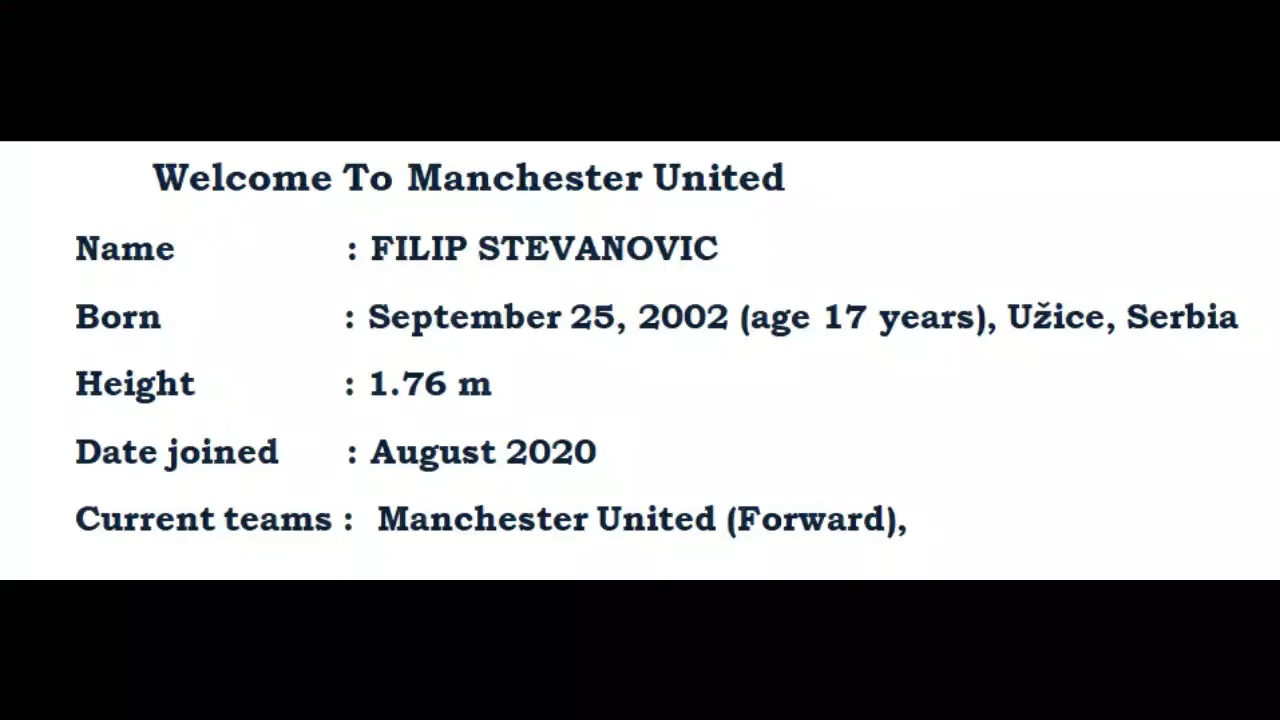 Welcome To Manchester United
Name : FILIP STEVANOVIC
Born : September 25, 2002 (age 17 years), Užice, Serbia
Height : 1.76 m
Date joined : August 2020
Current teams : Manchester United (Forward),